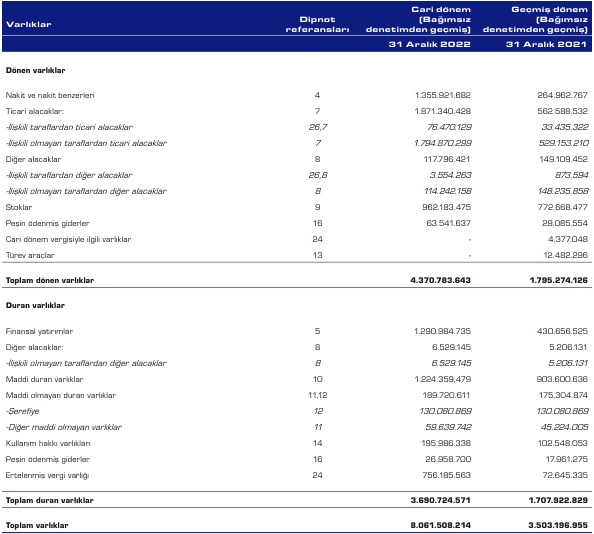 Varlıklar Dipnot referansları Cari dönem (Bağımsız denetimden geçmiş) Geçmiş dönem (Bağımsız denetimden geçmiş)
31 Aralık 2022 31 Aralık 2021
Dönen varlıklar
Nakit ve nakit benzerleri 4 1.355.921.682 264.962.767
Ticari alacaklar: 7 1.871.340.428 562.588.532
-İlişkili taraflardan ticari alacaklar 26,7 76.470.129 33.435.322
-İlişkili olmayan taraflardan ticari alacaklar 7 1.794.870.299 529.153.210
Diğer alacaklar 8 117.796.421 149.109.452
-İlişkili taraflardan diğer alacaklar 26,8 3.554.263 873.594
-İlişkili olmayan taraflardan diğer alacaklar 8 114.242.158 148.235.858
Stoklar 9 962.183.475 772.668.477
Peşin ödenmiş giderler 16 63.541.637 29.085.554
Cari dönem vergisiyle ilgili varlıklar 24 - 4.377.048
Türev araçlar 13 - 12.482.296
Toplam dönen varlıklar 4.370.783.643 1.795.274.126
Duran varlıklar
Finansal yatırımlar 5 1.290.984.735 430.656.525
Diğer alacaklar: 8 6.529.145 5.206.131
-İlişkili olmayan taraflardan diğer alacaklar 8 6.529.145 5.206.131
Maddi duran varlıklar 10 1.224.359.479 903.600.636
Maddi olmayan duran varlıklar 11,12 189.720.611 175.304.874
-Şerefiye 12 130.080.869 130.080.869
-Diğer maddi olmayan varlıklar 11 59.639.742 45.224.005
Kullanım hakkı varlıkları 14 195.986.338 102.548.053
Peşin ödenmiş giderler 16 26.958.700 17.961.275
Ertelenmiş vergi varlığı 24 756.185.563 72.645.335
Toplam duran varlıklar 3.690.724.571 1.707.922.829
Toplam varlıklar 8.061.508.214 3.503.196.955